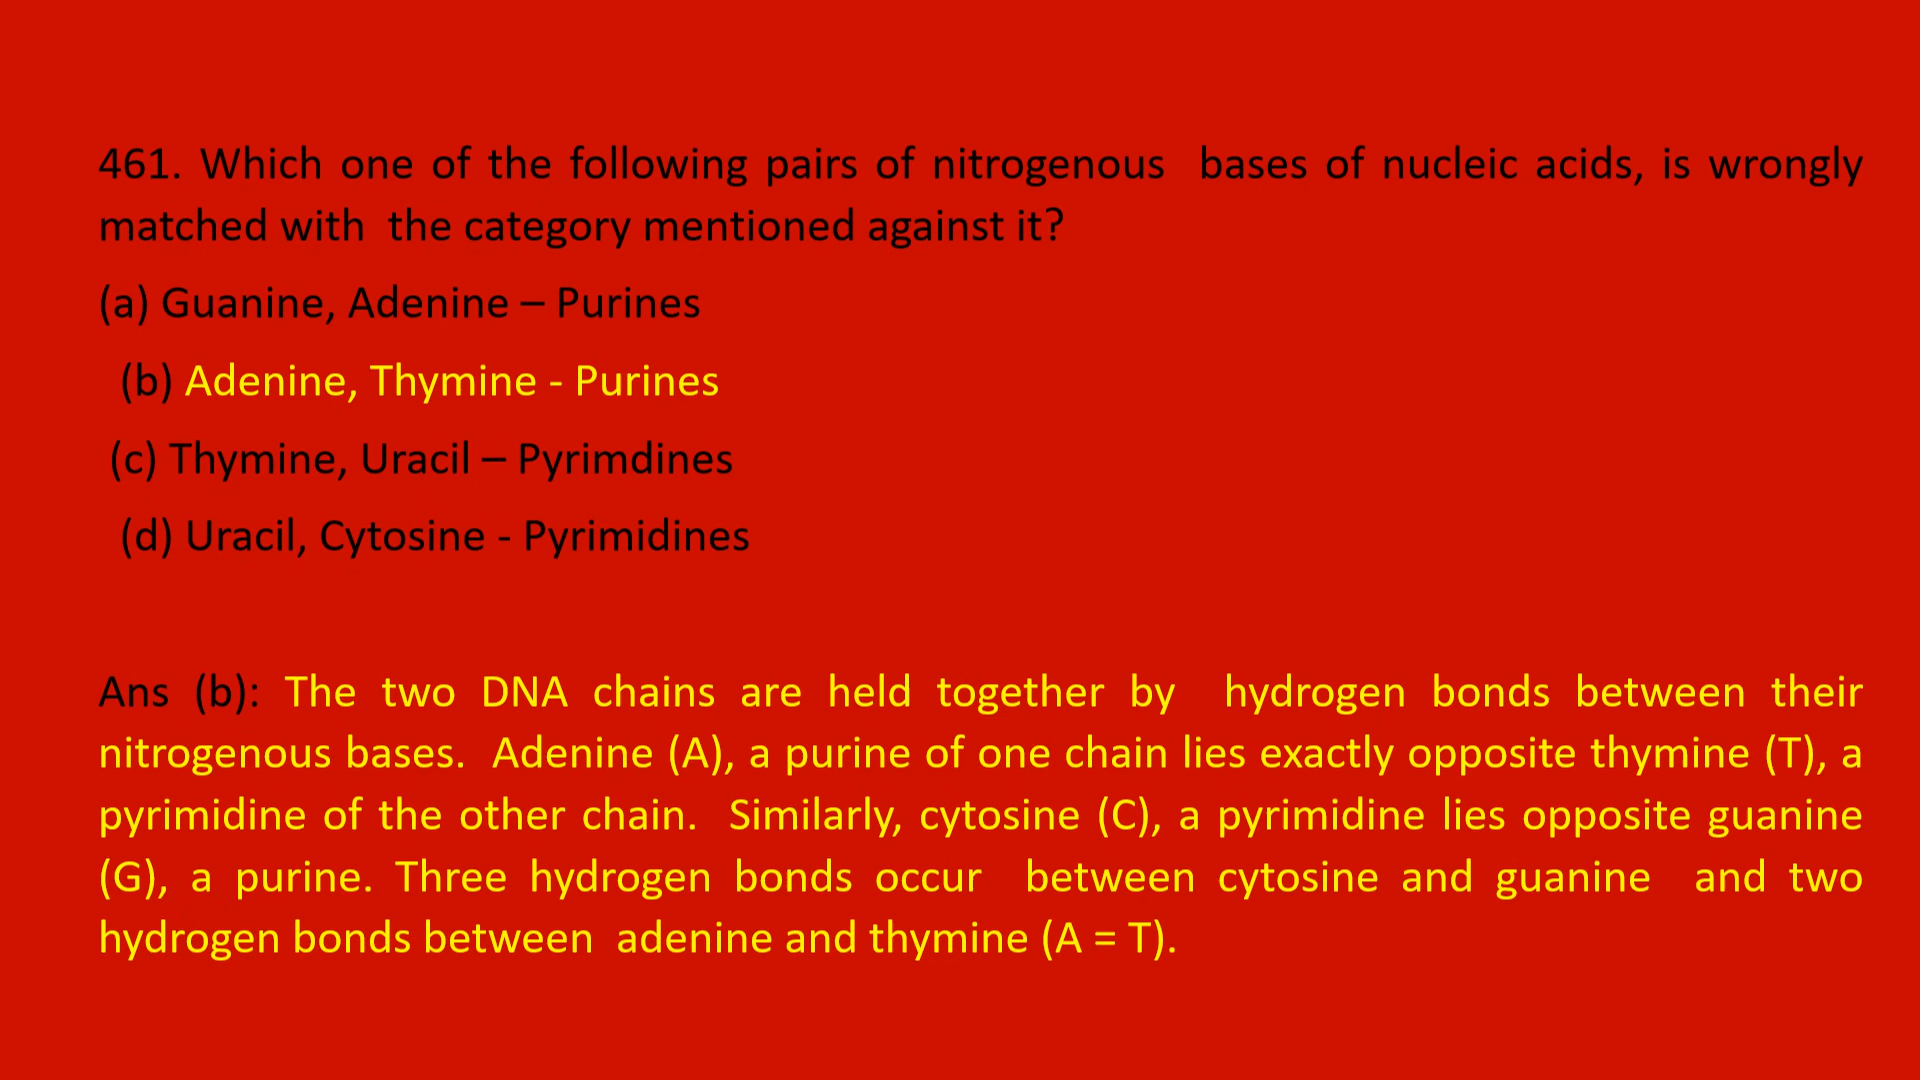 461. Which one of the following pairs of nitrogenous bases of nucleic acids, is wrongly
matched with the category mentioned against it?
(a) Guanine, Adenine – Purines
(b) Adenine, Thymine - Purines
(c) Thymine, Uracil – Pyrimdines
(d) Uracil, Cytosine - Pyrimidines
Ans (b): The two DNA chains are held together by hydrogen bonds between their
nitrogenous bases. Adenine (A), a purine of one chain lies exactly opposite thymine (T), a
pyrimidine of the other chain. Similarly, cytosine (C), a pyrimidine lies opposite guanine
(G), a purine. Three hydrogen bonds occur between cytosine and guanine and two
hydrogen bonds between adenine and thymine (A = T).